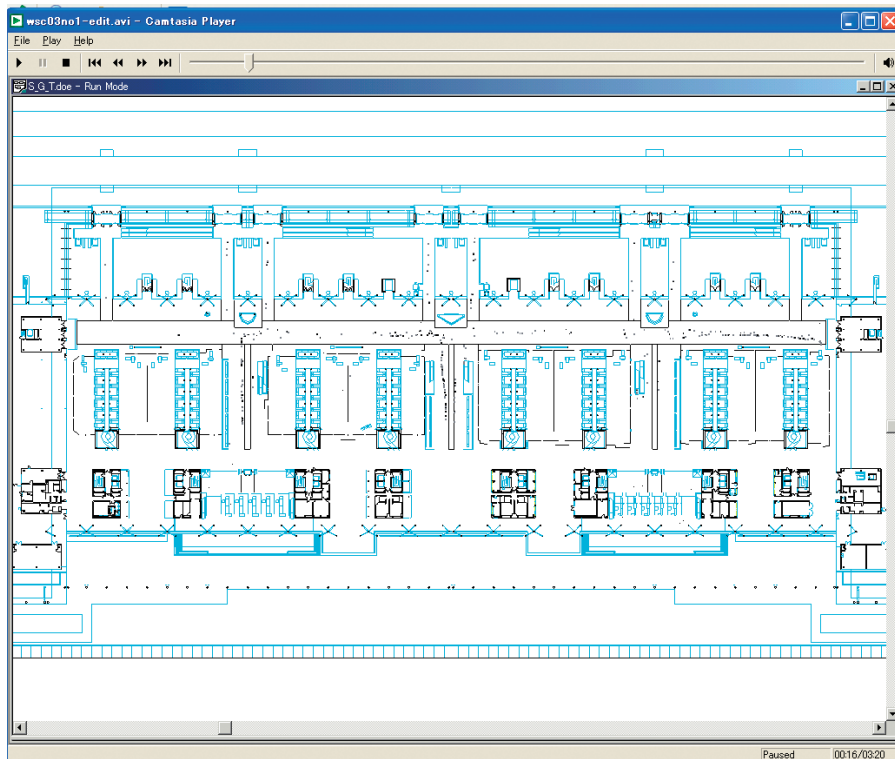 wsc03no1-edit.avi - Camtasia Player
File Play Help
S_G_T.doe - Run Mode
Paused 00:16/03:20